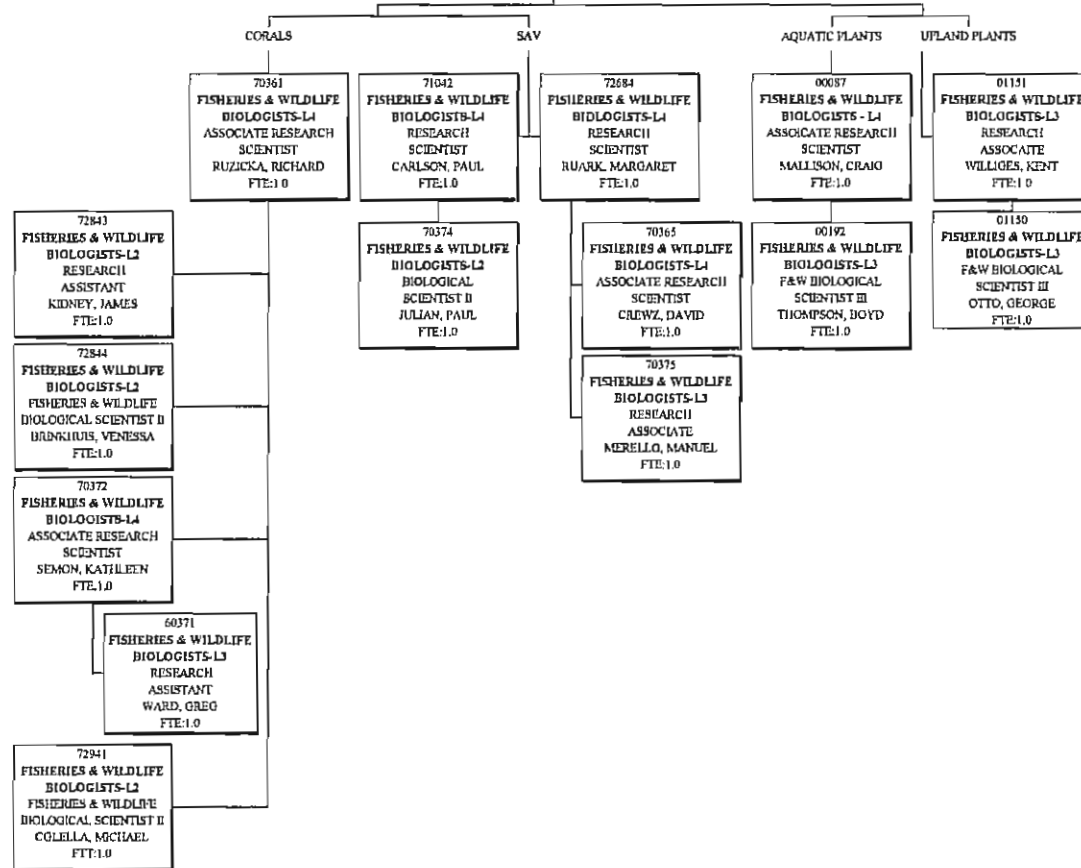 CORALS
SAV
AQUATIC PLANTS
UPLAND PLANTS
70361
FISHERIES & WILDLIFE
BIOLOGISTS-L4
ASSOCIATE RESEARCH
SCIENTIST
RUZICKA, RICHARD
FTE:1.0
71042
FISHERIES & WILDLIFE
BIOLOGISTS-L4
RESEARCH
SCIENTIST
CARLSON, PAUL
FTE:1.0
72684
FISHERIES & WILDLIFE
BIOLOGISTS-L4
RESEARCH
SCIENTIST
RUARK, MARGARET
FTE:1.0
00087
FISHERIES & WILDLIFE
BIOLOGISTS - L4
ASSOICATE RESEARCH
SCIENTIST
MALLISON, CRAIG
FTE:1.0
01151
FISHERIES & WILDLIFE
BIOLOGISTS-L3
RESEARCH
ASSOCAITE
WILLIGES, KENT
FTE:1.0
72843
FISHERIES & WILDLIFE
BIOLOGISTS-L2
RESEARCH
ASSISTANT
KIDNEY, JAMES
FTE:1.0
70374
FISHERIES & WILDLIFE
BIOLOGISTS-L2
BIOLOGICAL
SCIENTIST II
JULIAN, PAUL
FTE:1.0
70365
FISHERIES & WILDLIFE
BIOLOGISTS-L4
ASSOCIATE RESEARCH
SCIENTIST
CREWZ, DAVID
FTE:1.0
00192
FISHERIES & WILDLIFE
BIOLOGISTS-L3
F&W BIOLOGICAL
SCIENTIST III
THOMPSON, BOYD
FTE:1.0
01150
FISHERIES & WILDLIFE
BIOLOGISTS-L3
F&W BIOLOGICAL
SCIENTIST III
OTTO, GEORGE
FTE:1.0
72844
FISHERIES & WILDLIFE
BIOLOGISTS-L2
FISHERIES & WILDLIFE
BIOLOGICAL SCIENTIST II
BRINKHUIS, VENESSA
FTE:1.0
70375
FISHERIES & WILDLIFE
BIOLOGISTS-L3
RESEARCH
ASSOCIATE
MERELLO, MANUEL
FTE:1.0
70372
FISHERIES & WILDLIFE
BIOLOGISTS-L4
ASSOCIATE RESEARCH
SCIENTIST
SEMON, KATHLEEN
FTE:1.0
60371
FISHERIES & WILDLIFE
BIOLOGISTS-L3
RESEARCH
ASSISTANT
WARD, GREG
FTE:1.0
72941
FISHERIES & WILDLIFE
BIOLOGISTS-L2
FISHERIES & WILDLIFE
BIOLOGICAL SCIENTIST II
COLELLA, MICHAEL
FTT:1.0